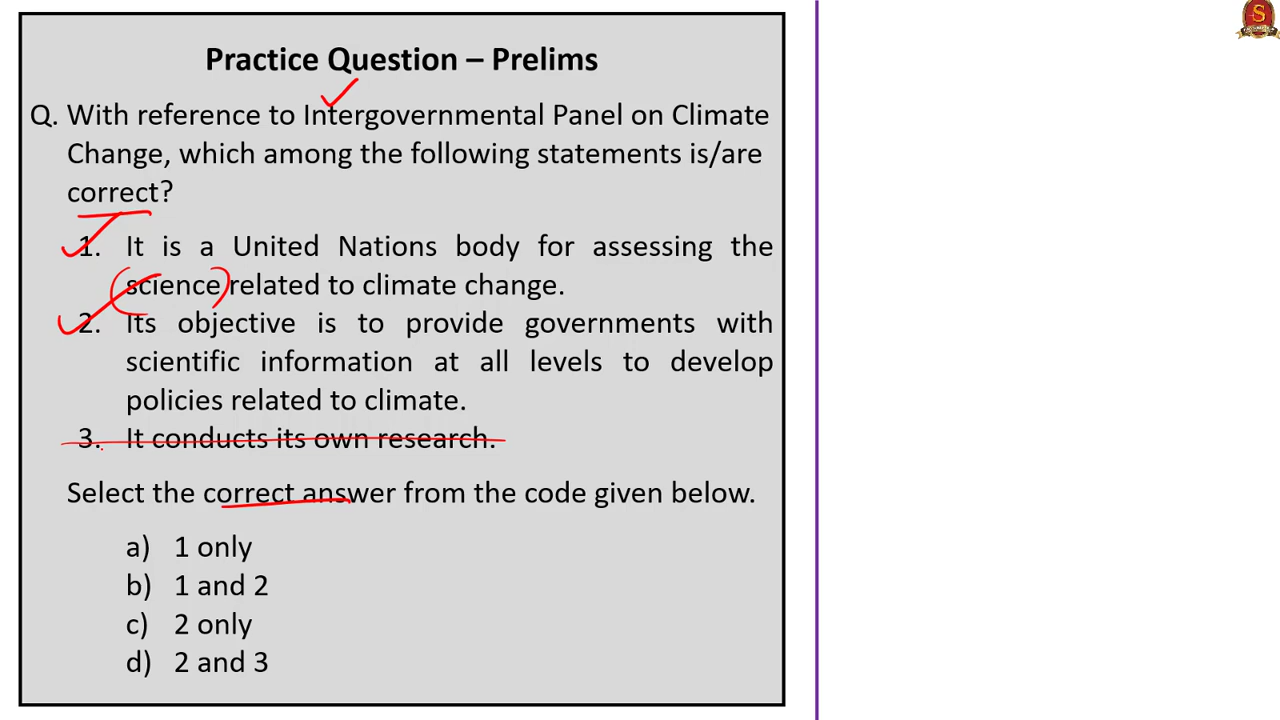 Practice Question – Prelims
Q. With reference to Intergovernmental Panel on Climate
Change, which among the following statements is/are
correct?
1. It is a United Nations body for assessing the
science related to climate change.
2. Its objective is to provide governments with
scientific information at all levels to develop
policies related to climate.
3. It conducts its own research.
Select the correct answer from the code given below.
a) 1 only
b) 1 and 2
c) 2 only
d) 2 and 3
S